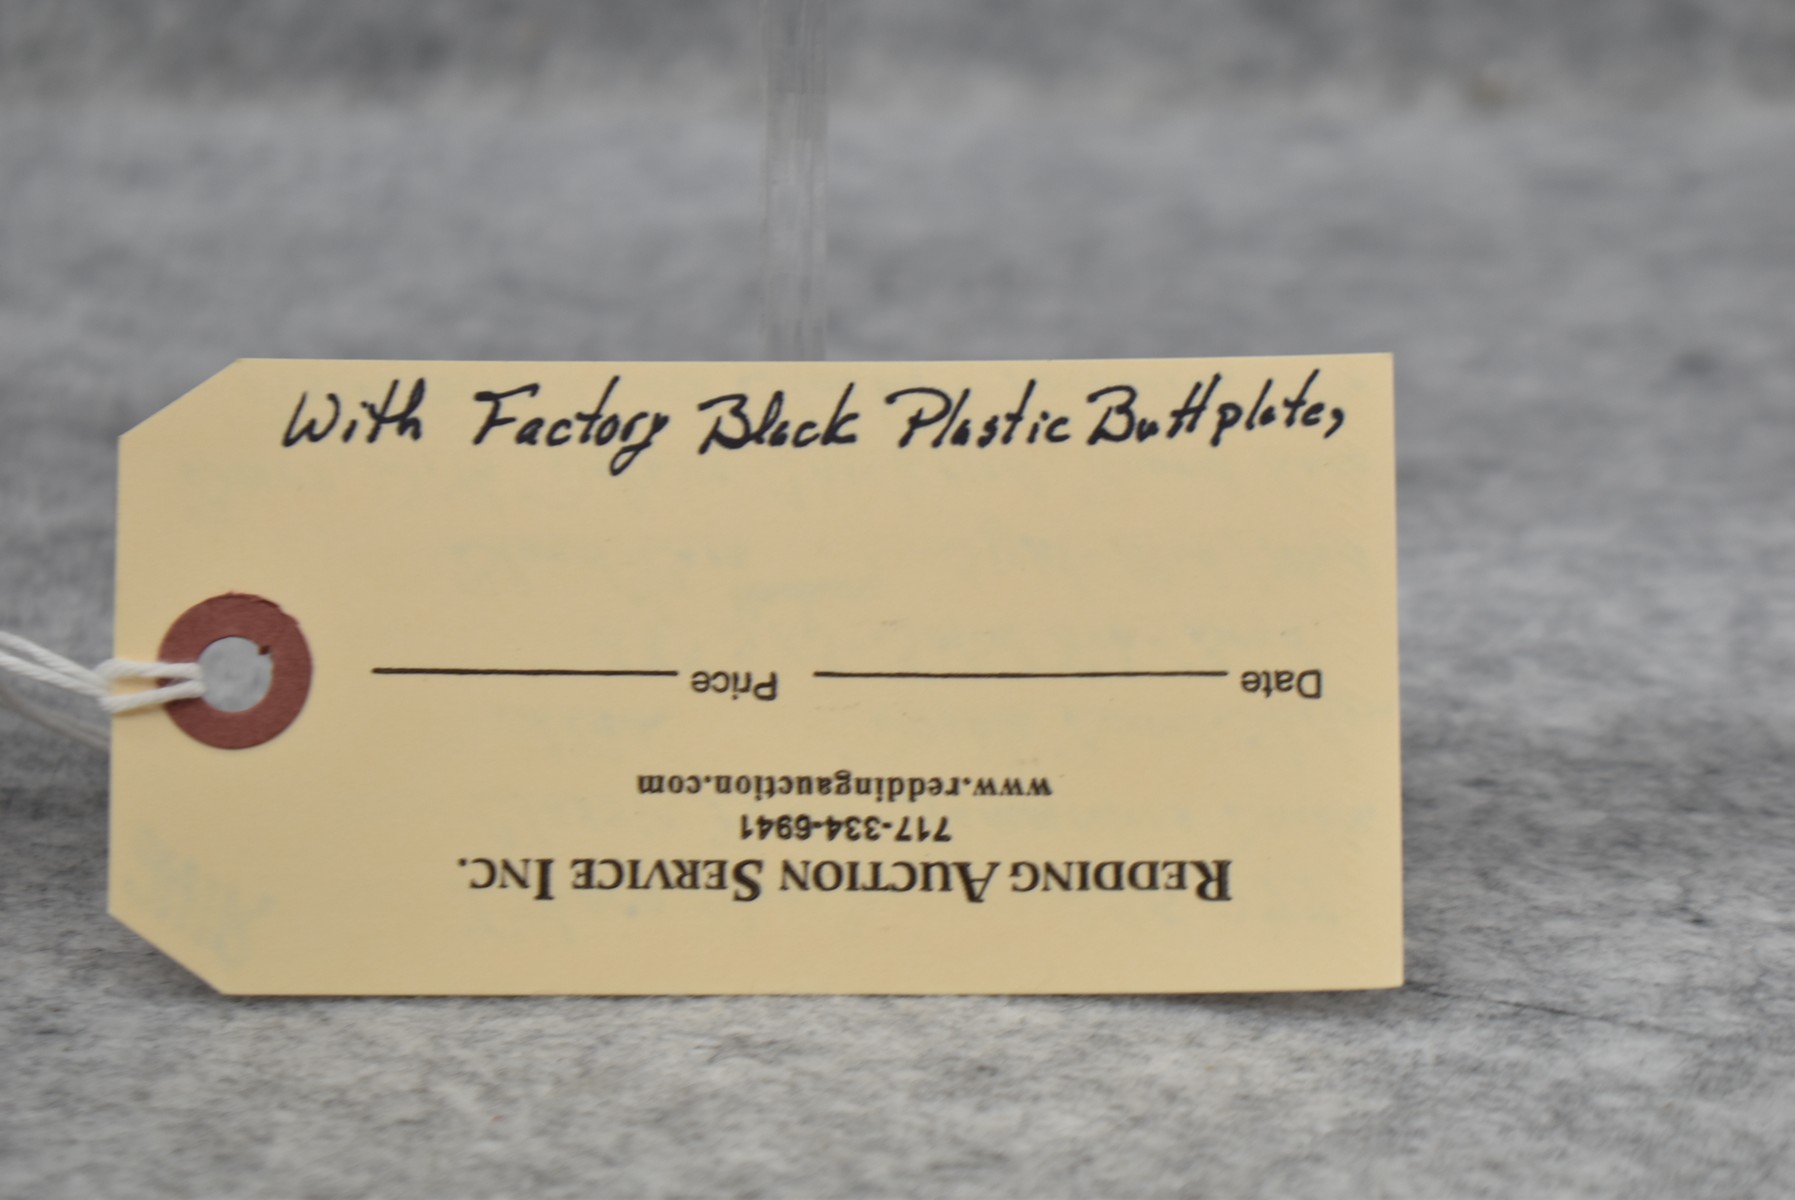 With Factory Black Plastic Buttplate,
REDDING AUCTION SERVICE INC.
717-334-6941
www.reddingauction.com
Date Price